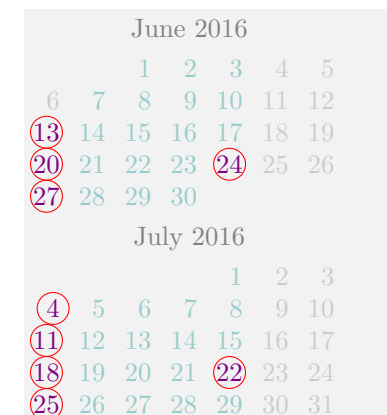 June 2016
1 2 3 4 5
6 7 8 9 10 11 12
13 14 15 16 17 18 19
20 21 22 23 24 25 26
27 28 29 30
July 2016
1 2 3
4 5 6 7 8 9 10
11 12 13 14 15 16 17
18 19 20 21 22 23 24
25 26 27 28 29 30 31